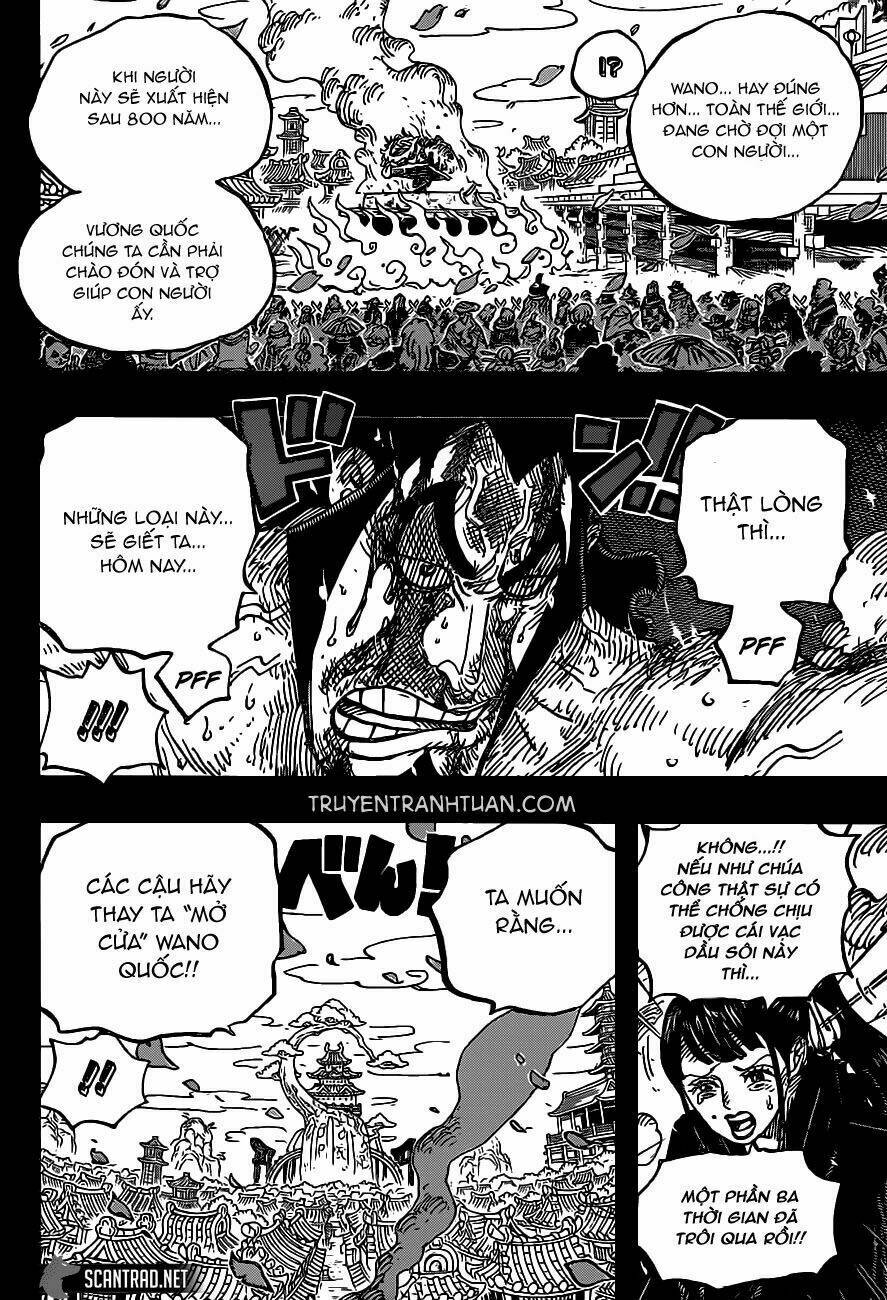 !?
WANO... HAY ĐÚNG
HƠN... TOÀN THẾ GIỚI...
ĐANG CHỜ ĐỢI MỘT
CON NGƯỜI...
KHI NGƯỜI
NÀY SẼ XUẤT HIỆN
SAU 800 NĂM...
VƯƠNG QUỐC
CHÚNG TA CẦN PHẢI
CHÀO ĐÓN VÀ TRỢ
GIÚP CON NGƯỜI
ẤY.
THẬT LÒNG
THÌ...
PFF
ドン!!
NHỮNG LOẠI NÀY...
SẼ GIẾT TA...
HÔM NAY...
PFF
!!!
TRUYENTRANHTUAN.COM
KHÔNG...!!
NẾU NHƯ CHÚA
CÔNG THẬT SỰ CÓ
THỂ CHỐNG CHỊU
ĐƯỢC CÁI VẠC
DẦU SÔI NÀY
THÌ...
MỘT PHẦN BA
THỜI GIAN ĐÃ
TRÔI QUA RỒI!!
TA MUỐN
RẰNG...
べん!
CÁC CẬU HÃY
THAY TA “MỞ
CỬA” WANO
QUỐC!!
!!
SCANTRAD.NET